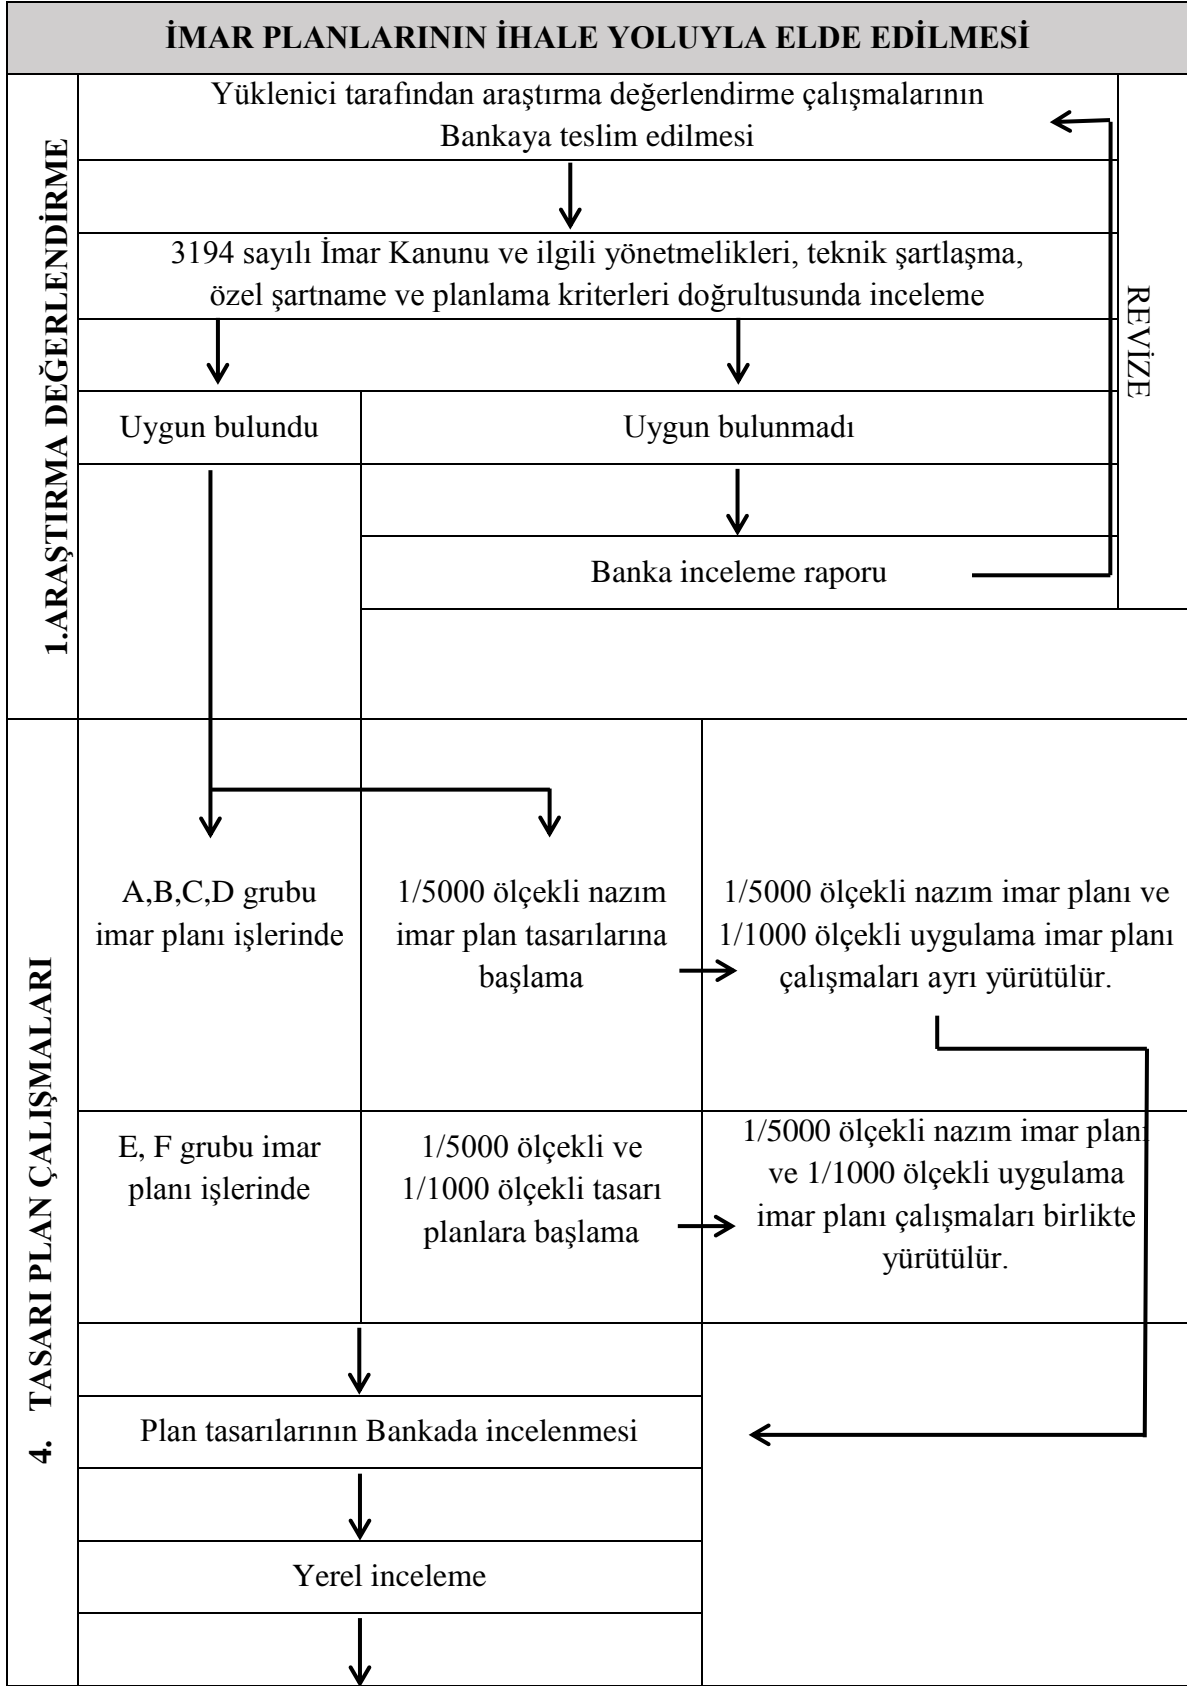 İMAR PLANLARININ İHALE YOLUYLA ELDE EDİLMESİ
1.ARAŞTIRMA DEĞERLENDİRME
Yüklenici tarafından araştırma değerlendirme çalışmalarının
Bankaya teslim edilmesi
REVİZE
3194 sayılı İmar Kanunu ve ilgili yönetmelikleri, teknik şartlaşma,
özel şartname ve planlama kriterleri doğrultusunda inceleme
Uygun bulundu
Uygun bulunmadı
Banka inceleme raporu
4. TASARI PLAN ÇALIŞMALARI
A,B,C,D grubu
imar planı işlerinde
1/5000 ölçekli nazım
imar plan tasarılarına
başlama
1/5000 ölçekli nazım imar planı ve
1/1000 ölçekli uygulama imar planı
çalışmaları ayrı yürütülür.
E, F grubu imar
planı işlerinde
1/5000 ölçekli ve
1/1000 ölçekli tasarı
planlara başlama
1/5000 ölçekli nazım imar planı
ve 1/1000 ölçekli uygulama
imar planı çalışmaları birlikte
yürütülür.
Plan tasarılarının Bankada incelenmesi
Yerel inceleme